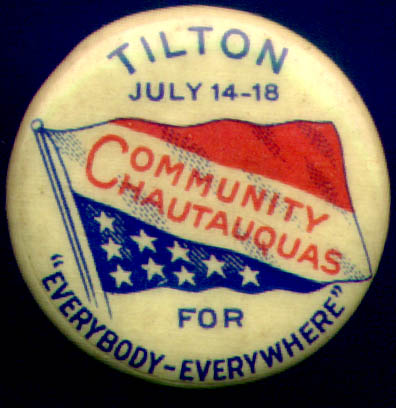 TILTON
JULY 14-18
COMMUNITY
CHAUTAUQUAS
FOR
"EVERYBODY-EVERYWHERE"